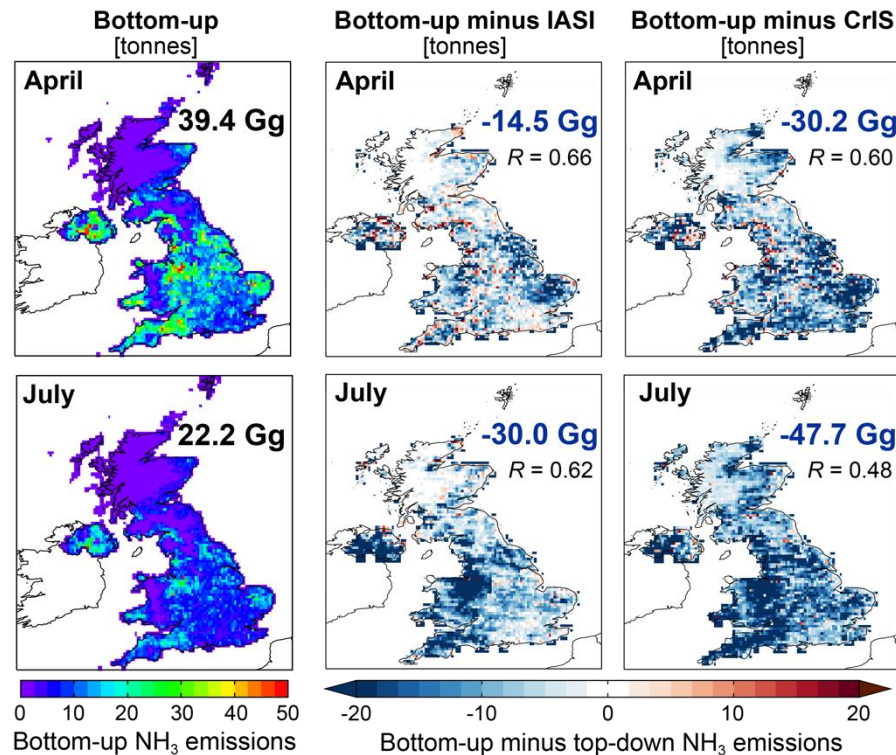 Bottom-up
[tonnes]
Bottom-up minus IASI
[tonnes]
Bottom-up minus CrIS
[tonnes]
April
39.4 Gg
April
-14.5 Gg
R = 0.66
April
-30.2 Gg
R = 0.60
July
22.2 Gg
July
-30.0 Gg
R = 0.62
July
-47.7 Gg
R = 0.48
0 10 20 30 40 50
Bottom-up NH₃ emissions
-20 -10 0 10 20
Bottom-up minus top-down NH₃ emissions